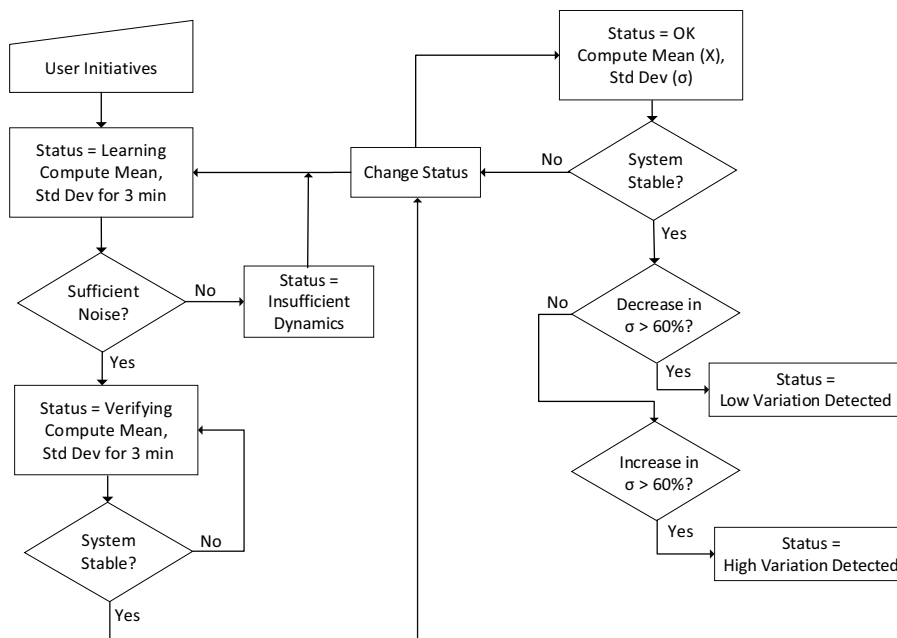 User Initiatives
Status = Learning
Compute Mean,
Std Dev for 3 min
Sufficient
Noise?
No
Status =
Insufficient
Dynamics
Yes
Status = Verifying
Compute Mean,
Std Dev for 3 min
System
Stable?
No
Yes
Change Status
Status = OK
Compute Mean (X),
Std Dev (σ)
System
Stable?
No
Yes
Decrease in
σ > 60%?
No
Yes
Status =
Low Variation Detected
Increase in
σ > 60%?
Yes
Status =
High Variation Detected